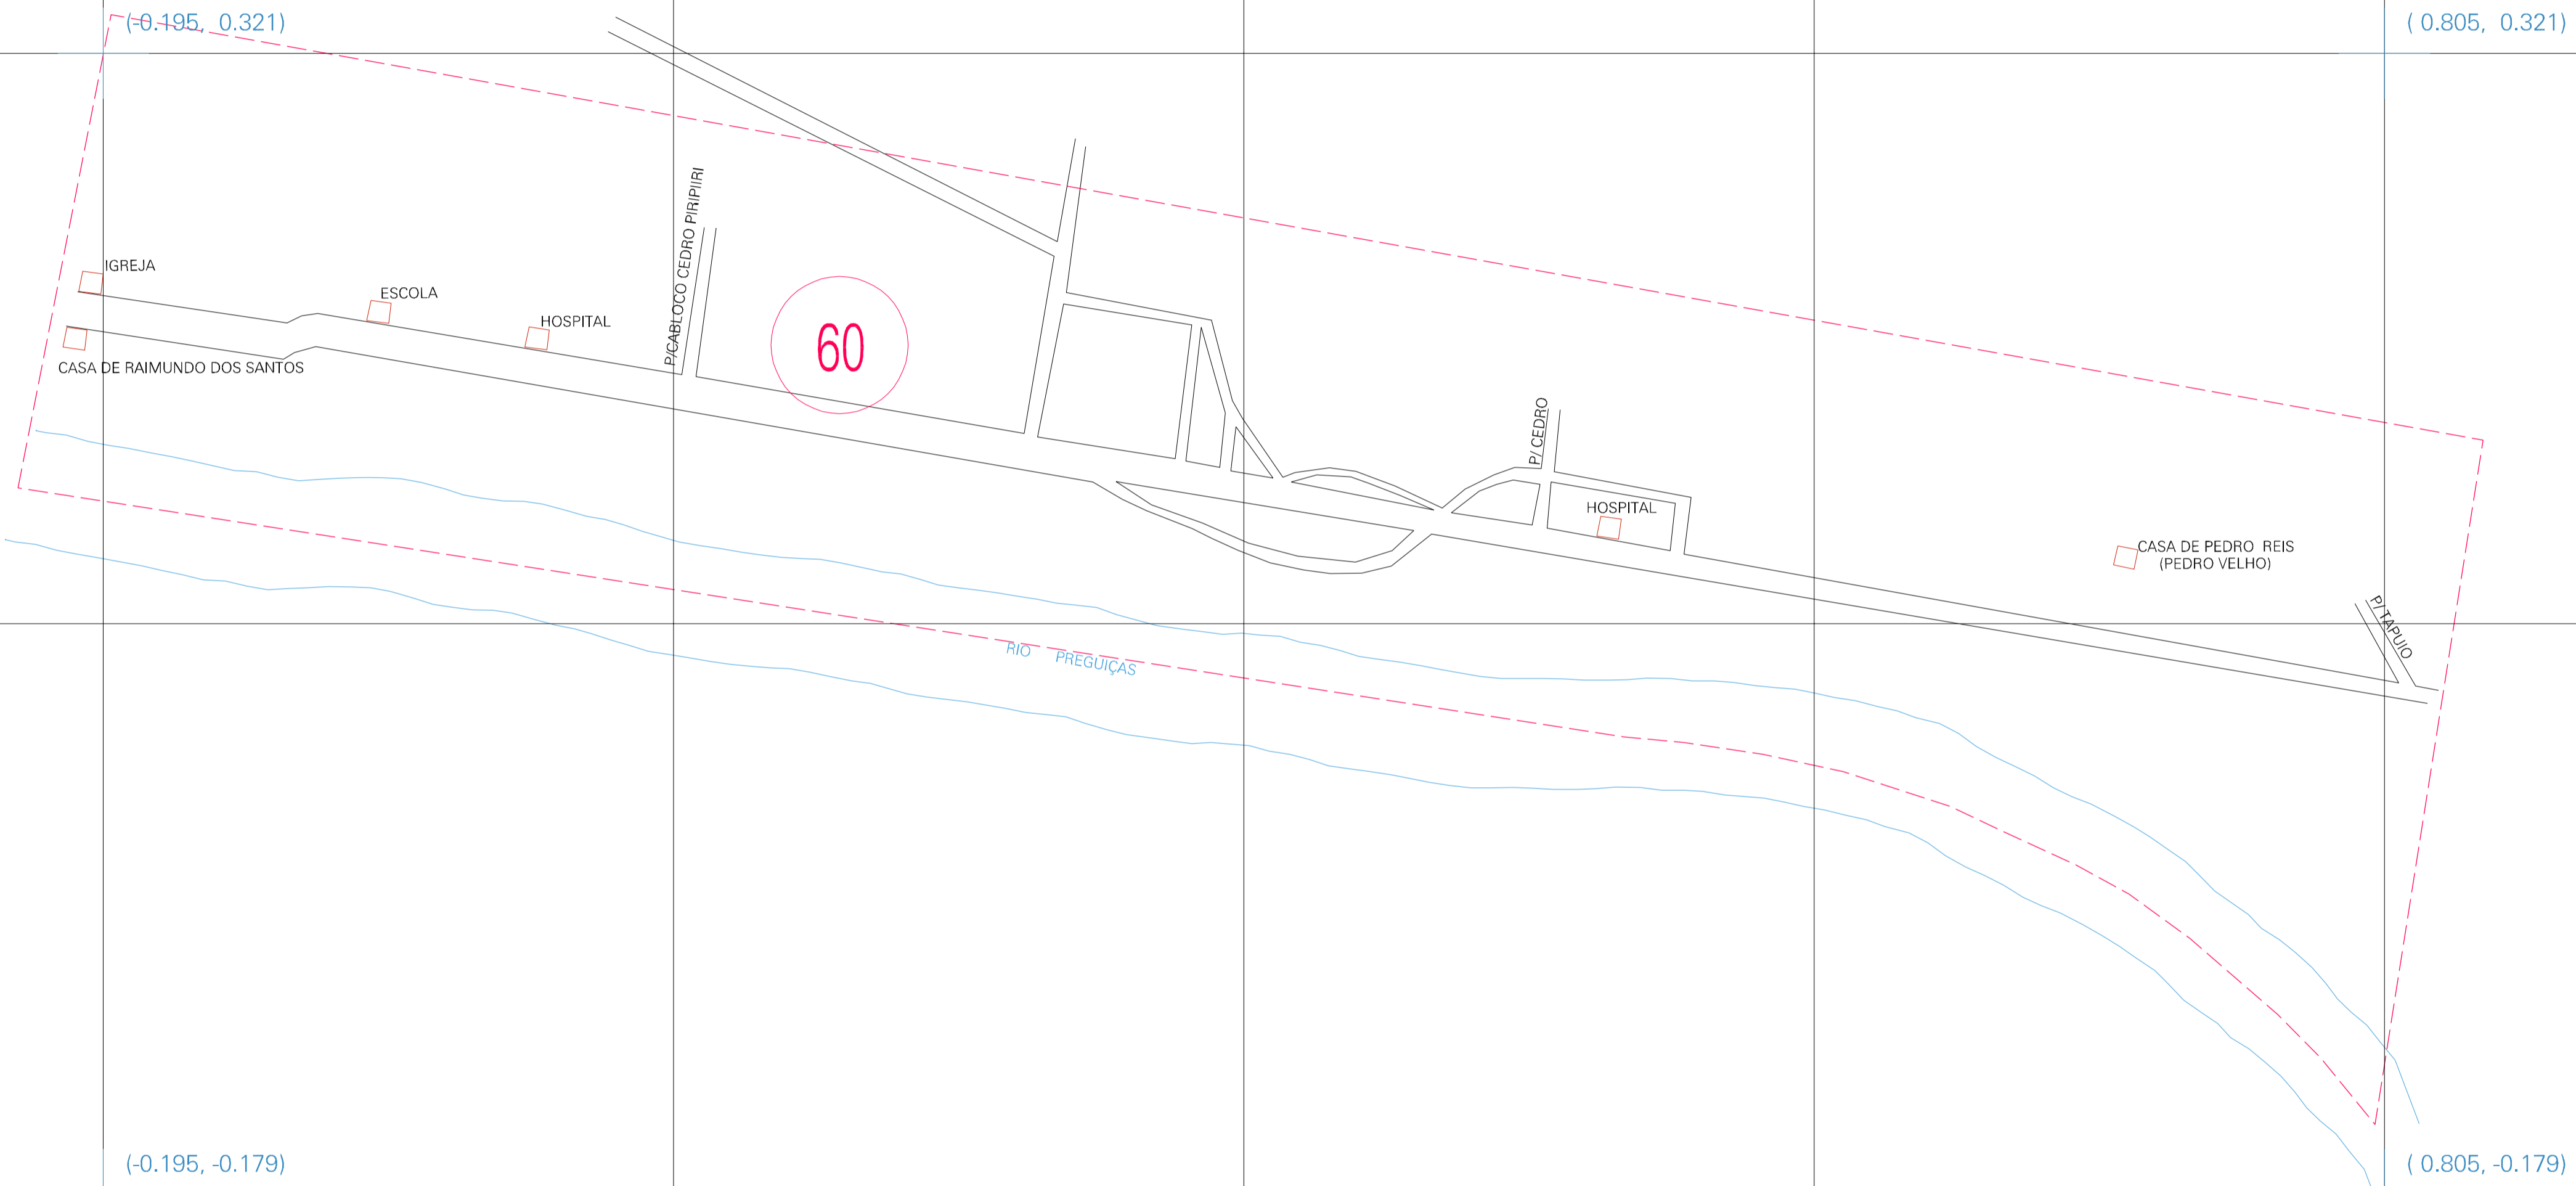 (-0.195, 0.321)
( 0.805, 0.321)
P/CABLOCO CEDRO PIRIPIIRI
IGREJA
ESCOLA
HOSPITAL
60
CASA DE RAIMUNDO DOS SANTOS
P/ CEDRO
HOSPITAL
CASA DE PEDRO REIS
(PEDRO VELHO)
P/ TAPUIO
RIO PREGUIÇAS
(-0.195, -0.179)
( 0.805, -0.179)